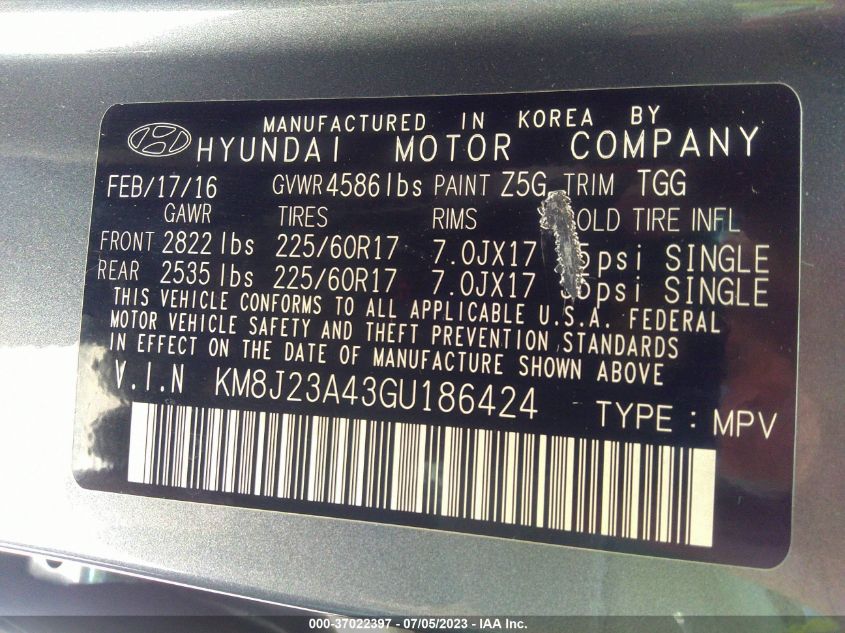 MANUFACTURED IN KOREA BY
HYUNDAI MOTOR COMPANY
FEB/17/16 GVWR 4586 lbs PAINT Z5G TRIM TGG
GAWR TIRES RIMS OLD TIRE INFL
FRONT 2822 lbs 225/60R17 7.0JX17 5psi SINGLE
REAR 2535 lbs 225/60R17 7.0JX17 5psi SINGLE
THIS VEHICLE CONFORMS TO ALL APPLICABLE U.S.A. FEDERAL
MOTOR VEHICLE SAFETY AND THEFT PREVENTION STANDARDS
IN EFFECT ON THE DATE OF MANUFACTURE SHOWN ABOVE
V.I.N KM8J23A43GU186424 TYPE : MPV
000-37022397 - 07/05/2023 - IAA Inc.